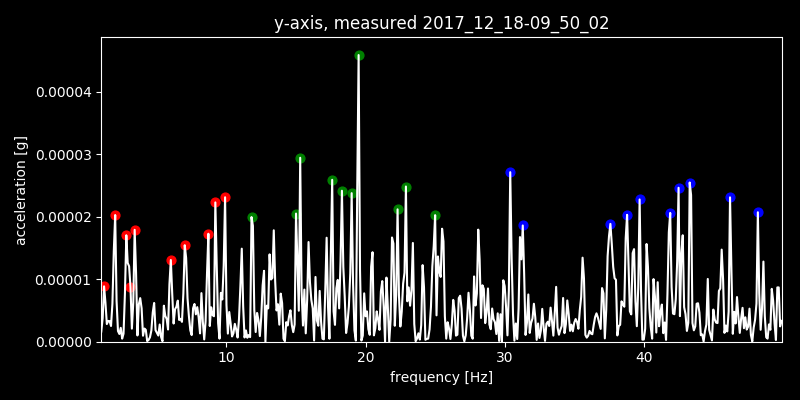 y-axis, measured 2017_12_18-09_50_02
acceleration [g]
0.00004
0.00003
0.00002
0.00001
0.00000
10 20 30 40
frequency [Hz]